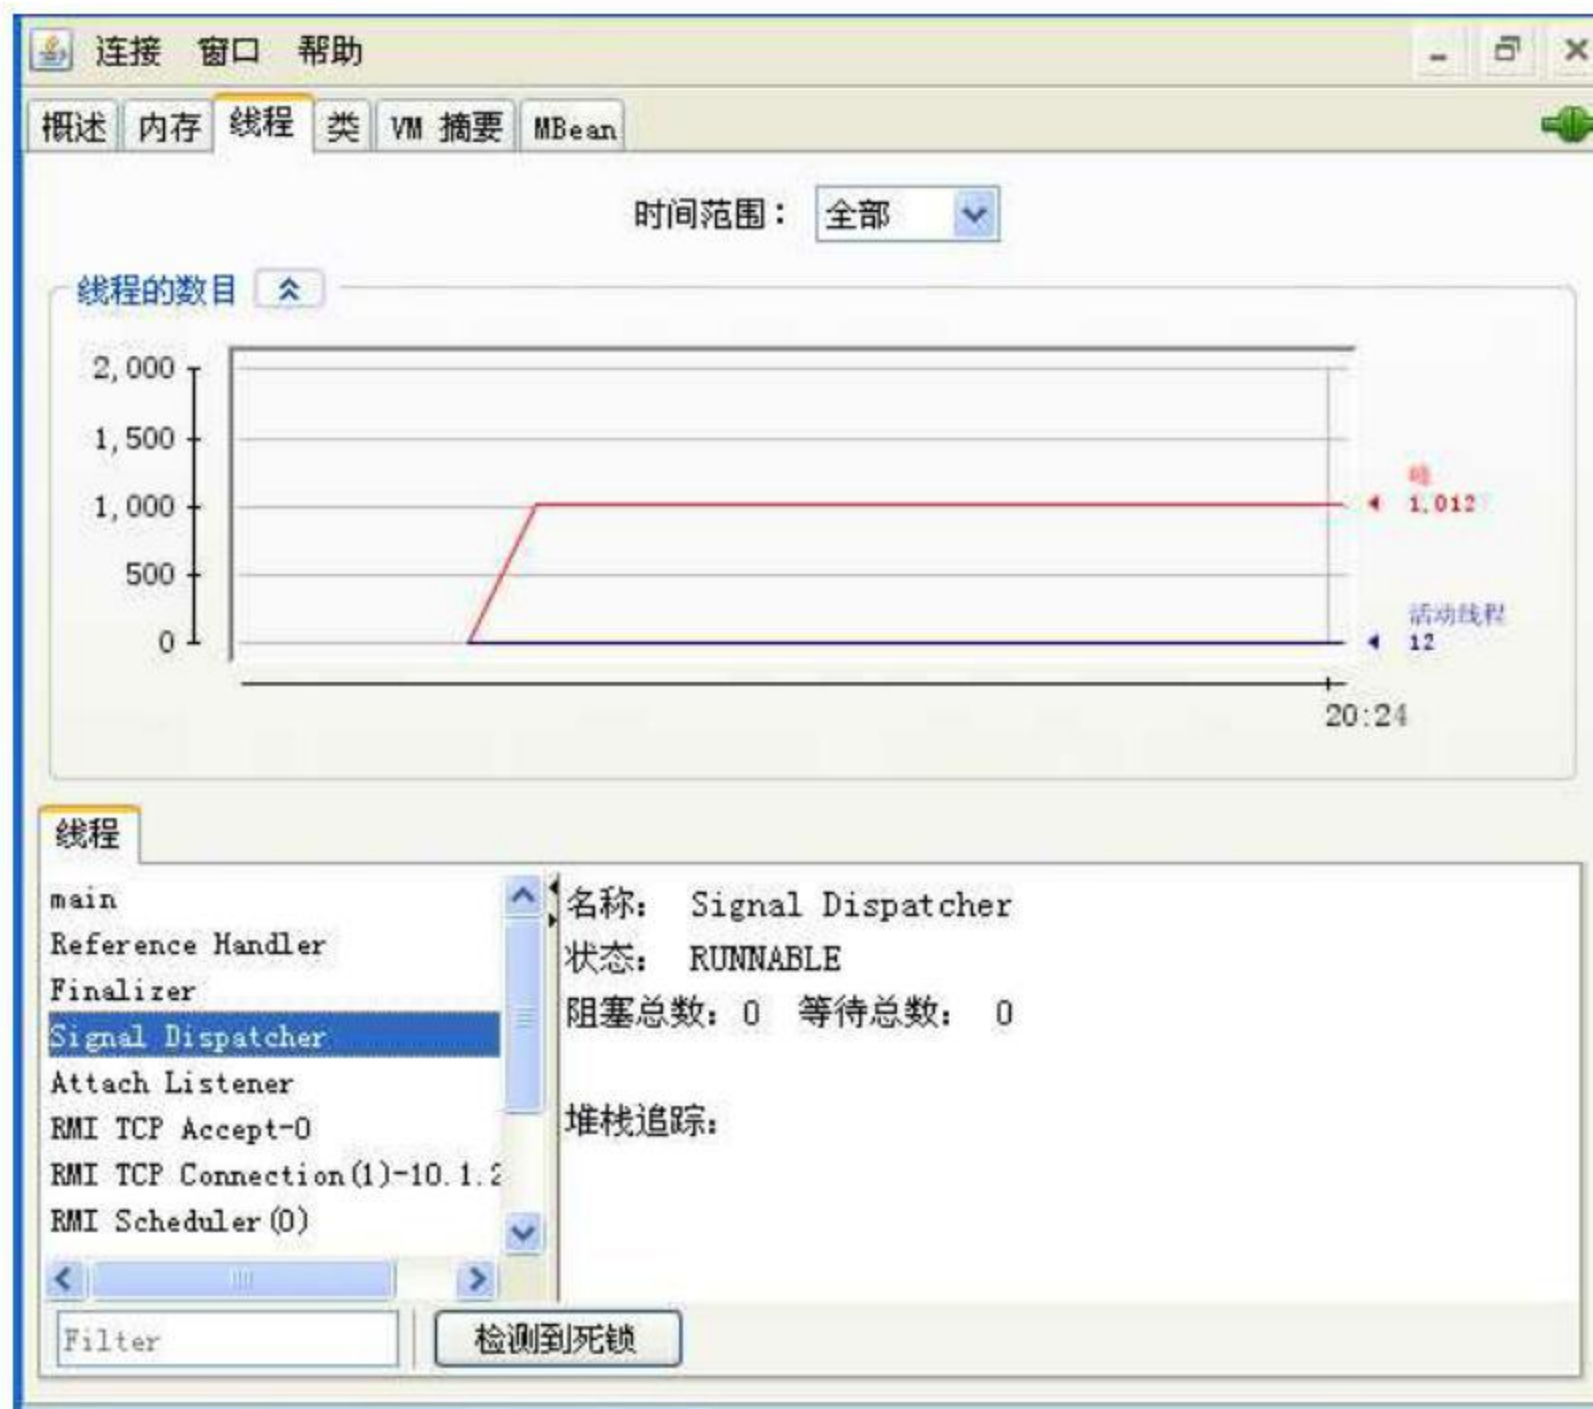 连接 窗口 帮助
概述 内存 线程 类 VM 摘要 MBean
时间范围： 全部
线程的数目
2,000
1,500
1,000
500
0
峰
1,012
活动线程
12
20:24
线程
main
Reference Handler
Finalizer
Signal Dispatcher
Attach Listener
RMI TCP Accept-0
RMI TCP Connection(1)-10.1.2
RMI Scheduler(0)
名称： Signal Dispatcher
状态： RUNNABLE
阻塞总数：0 等待总数： 0
堆栈追踪：
Filter
检测到死锁